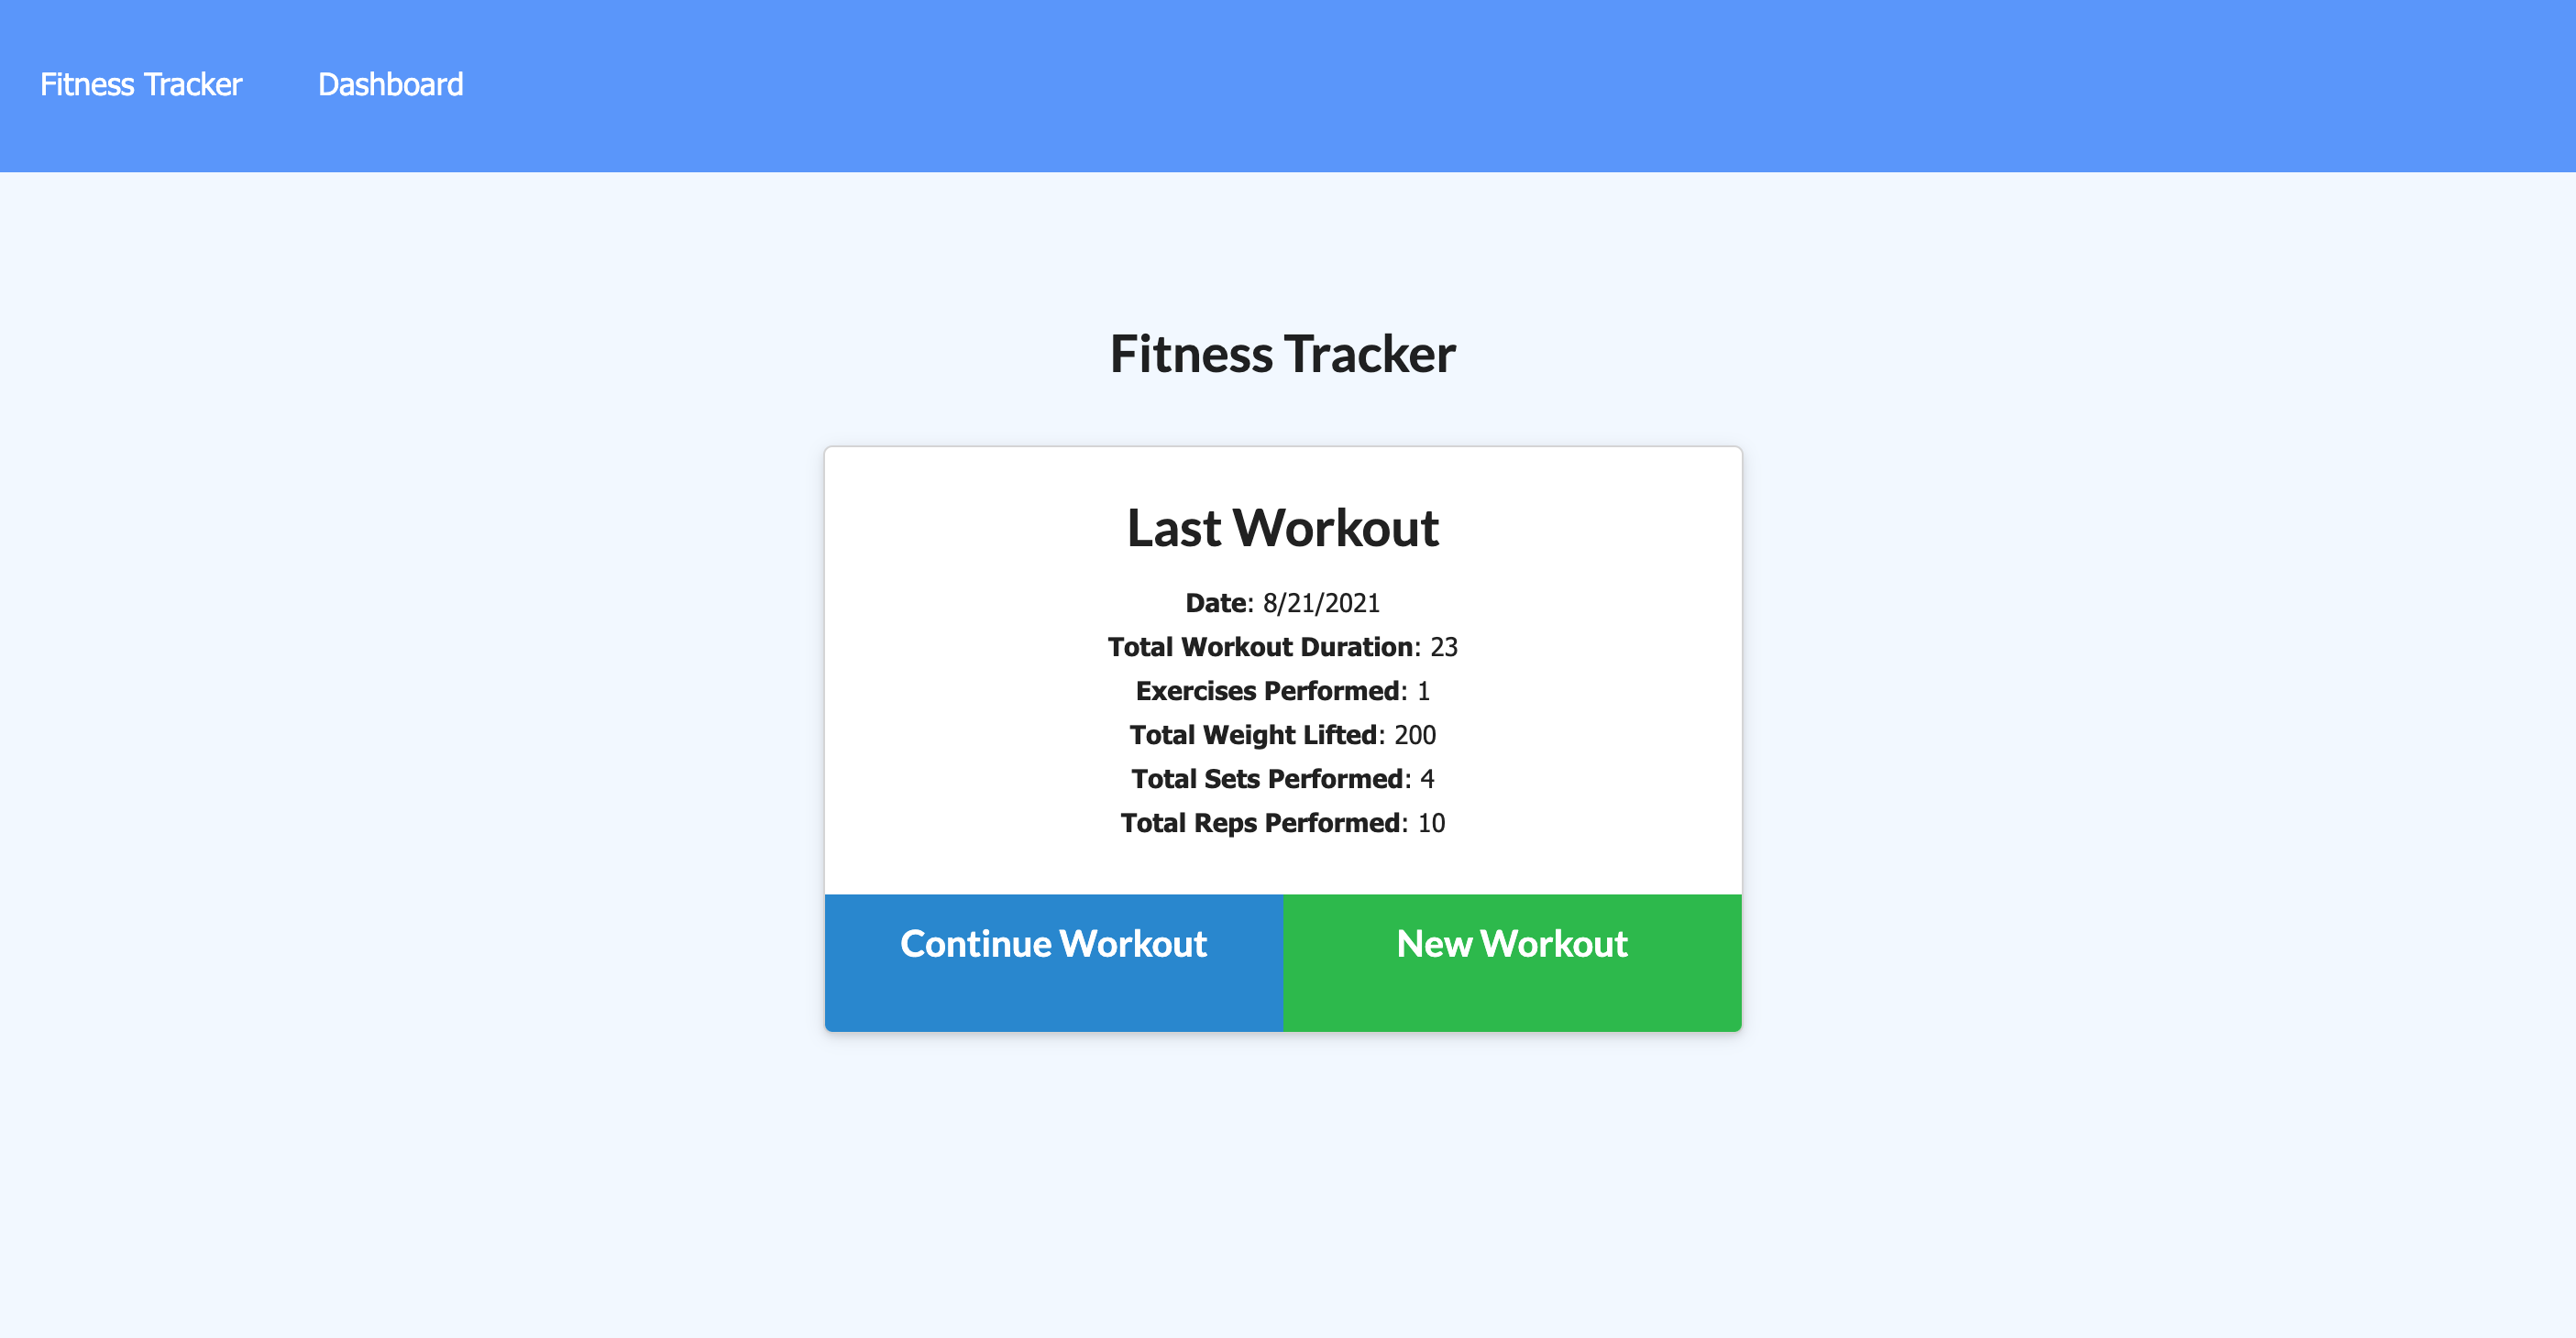 Fitness Tracker Dashboard
Fitness Tracker
Last Workout
Date: 8/21/2021
Total Workout Duration: 23
Exercises Performed: 1
Total Weight Lifted: 200
Total Sets Performed: 4
Total Reps Performed: 10
Continue Workout New Workout